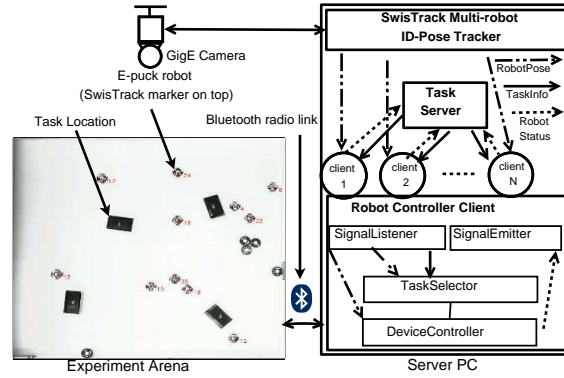 SwisTrack Multi-robot
ID-Pose Tracker
GigE Camera
E-puck robot
(SwisTrack marker on top)
Task Location
Bluetooth radio link
RobotPose
TaskInfo
Robot
Status
Task
Server
client
1
client
2
client
N
Robot Controller Client
SignalListener
SignalEmitter
TaskSelector
DeviceController
Experiment Arena
Server PC